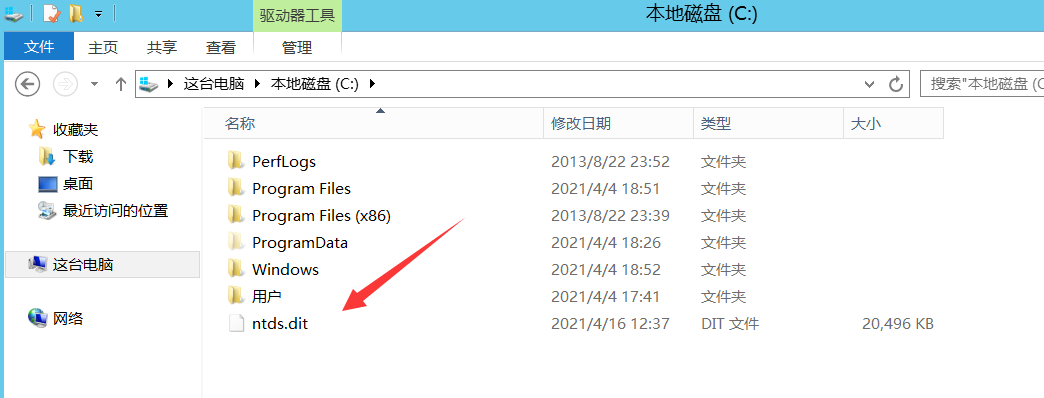 驱动器工具 本地磁盘 (C:)
文件 主页 共享 查看 管理
这台电脑 本地磁盘 (C:) 搜索"本地磁盘 (C
名称 修改日期 类型 大小
收藏夹
下载
桌面
最近访问的位置
这台电脑
网络
PerfLogs 2013/8/22 23:52 文件夹
Program Files 2021/4/4 18:51 文件夹
Program Files (x86) 2013/8/22 23:39 文件夹
ProgramData 2021/4/4 18:26 文件夹
Windows 2021/4/4 18:52 文件夹
用户 2021/4/4 17:41 文件夹
ntds.dit 2021/4/16 12:37 DIT 文件 20,496 KB